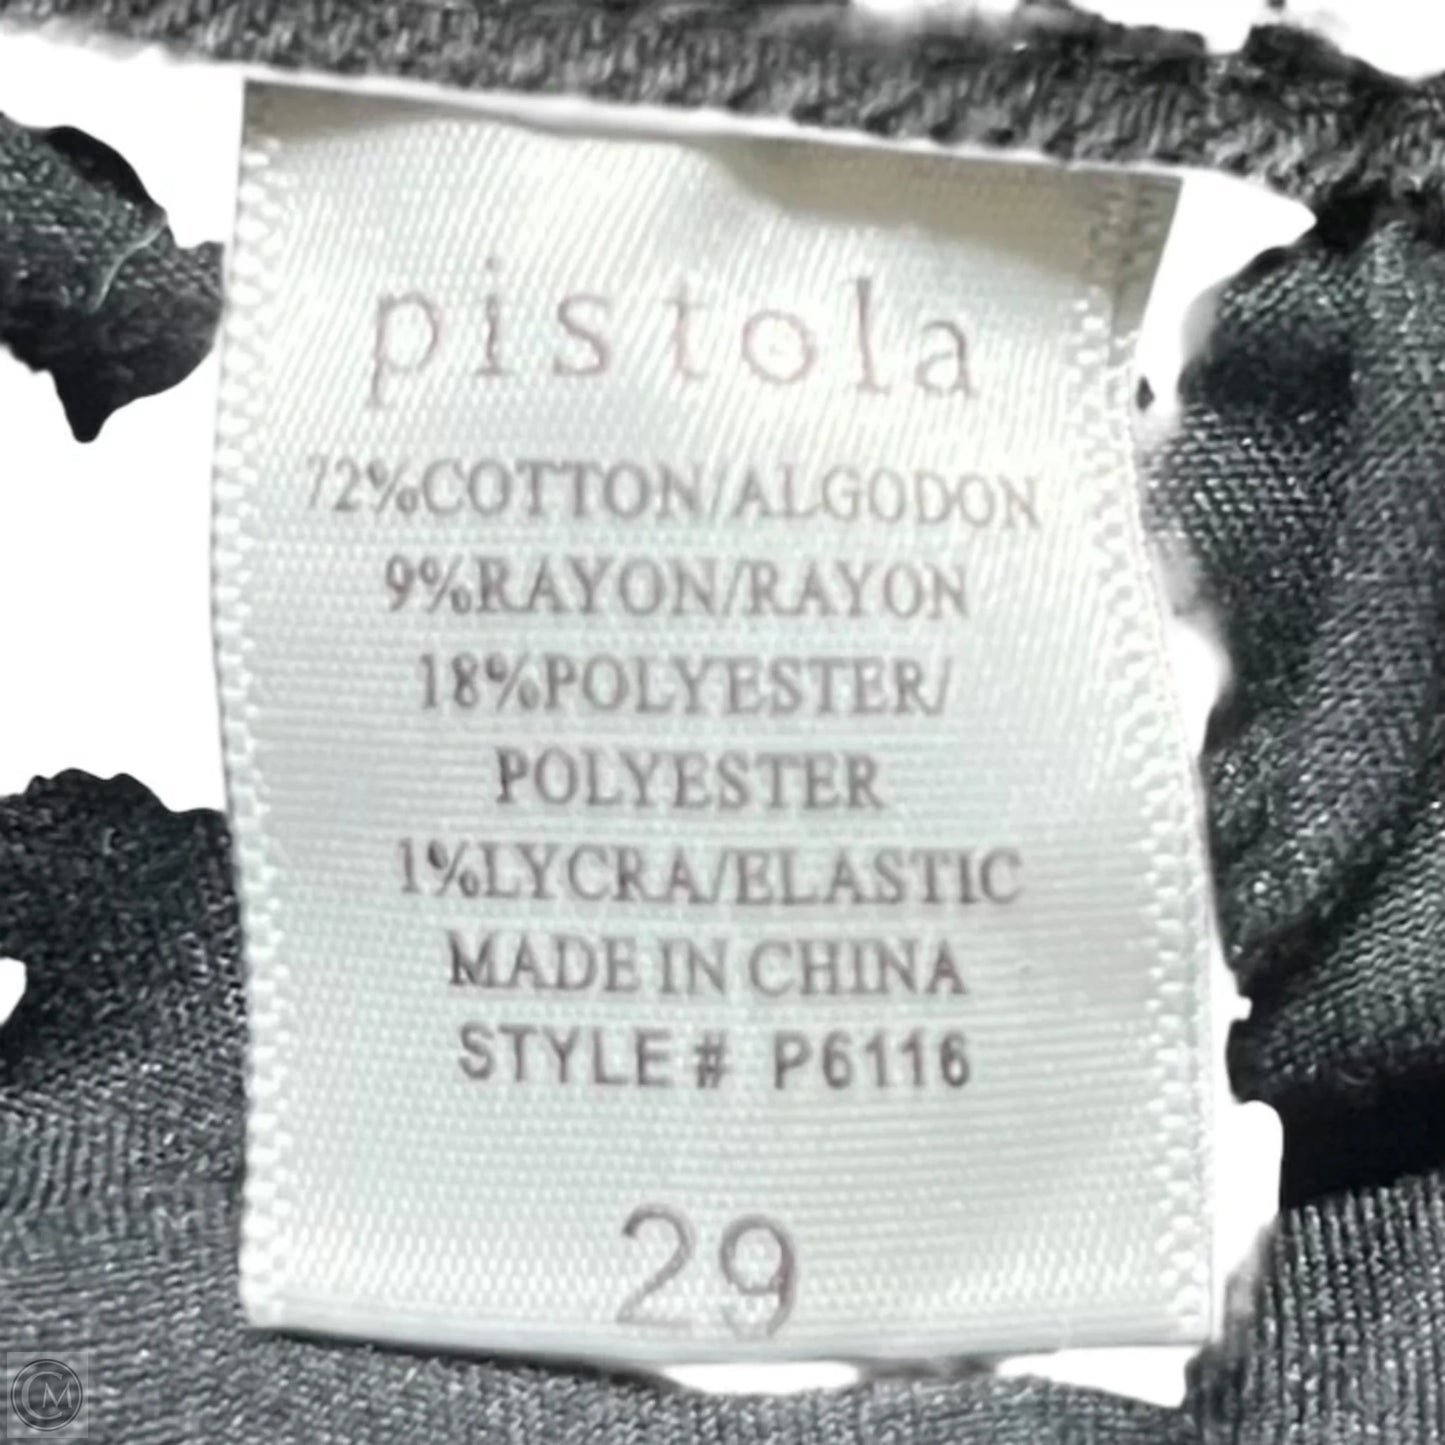 pistola
72%COTTON/ALGODON
9%RAYON/RAYON
18%POLYESTER/
POLYESTER
1%LYCRA/ELASTIC
MADE IN CHINA
STYLE # P6116
29
CM